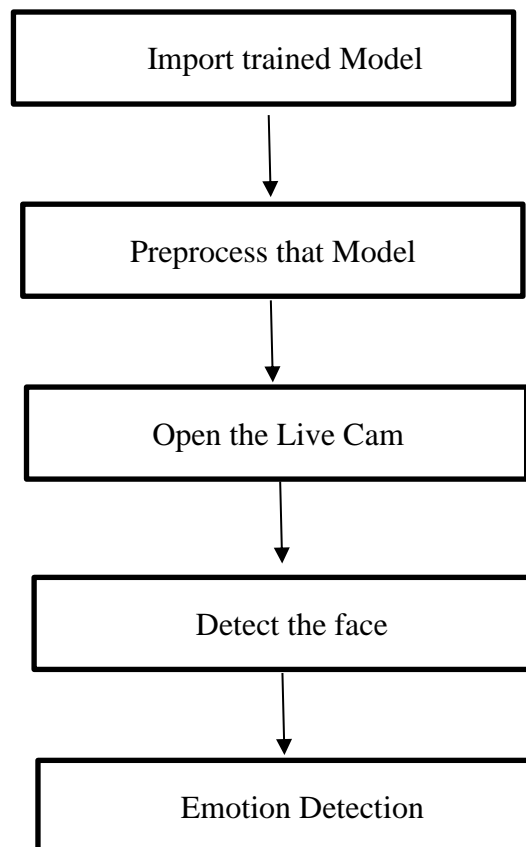 Import trained Model
Preprocess that Model
Open the Live Cam
Detect the face
Emotion Detection